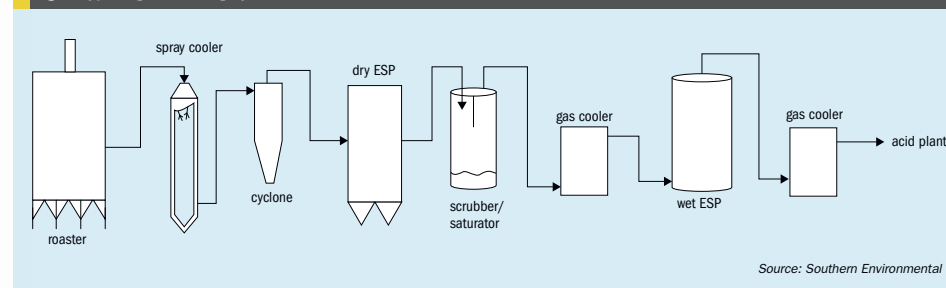 spray cooler
dry ESP
gas cooler
gas cooler
acid plant
cyclone
scrubber/
saturator
wet ESP
roaster
Source: Southern Environmental